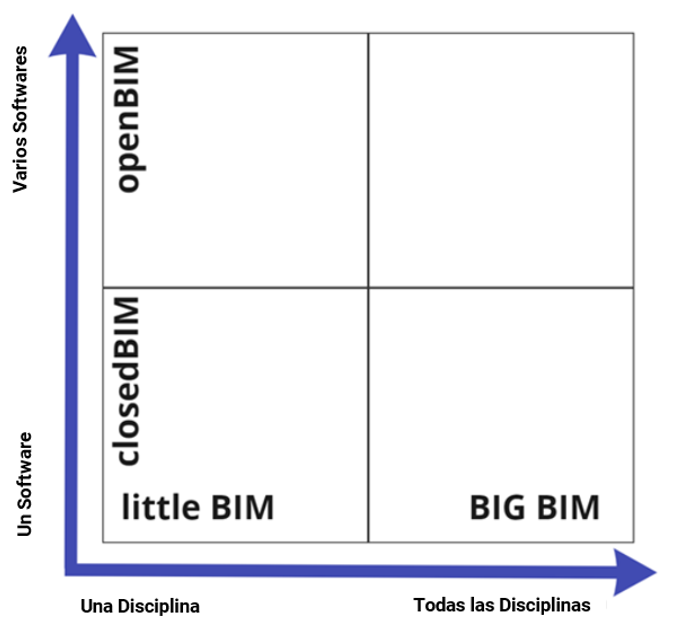 Varios Softwares
openBIM
closedBIM
Un Software
little BIM
BIG BIM
Una Disciplina
Todas las Disciplinas